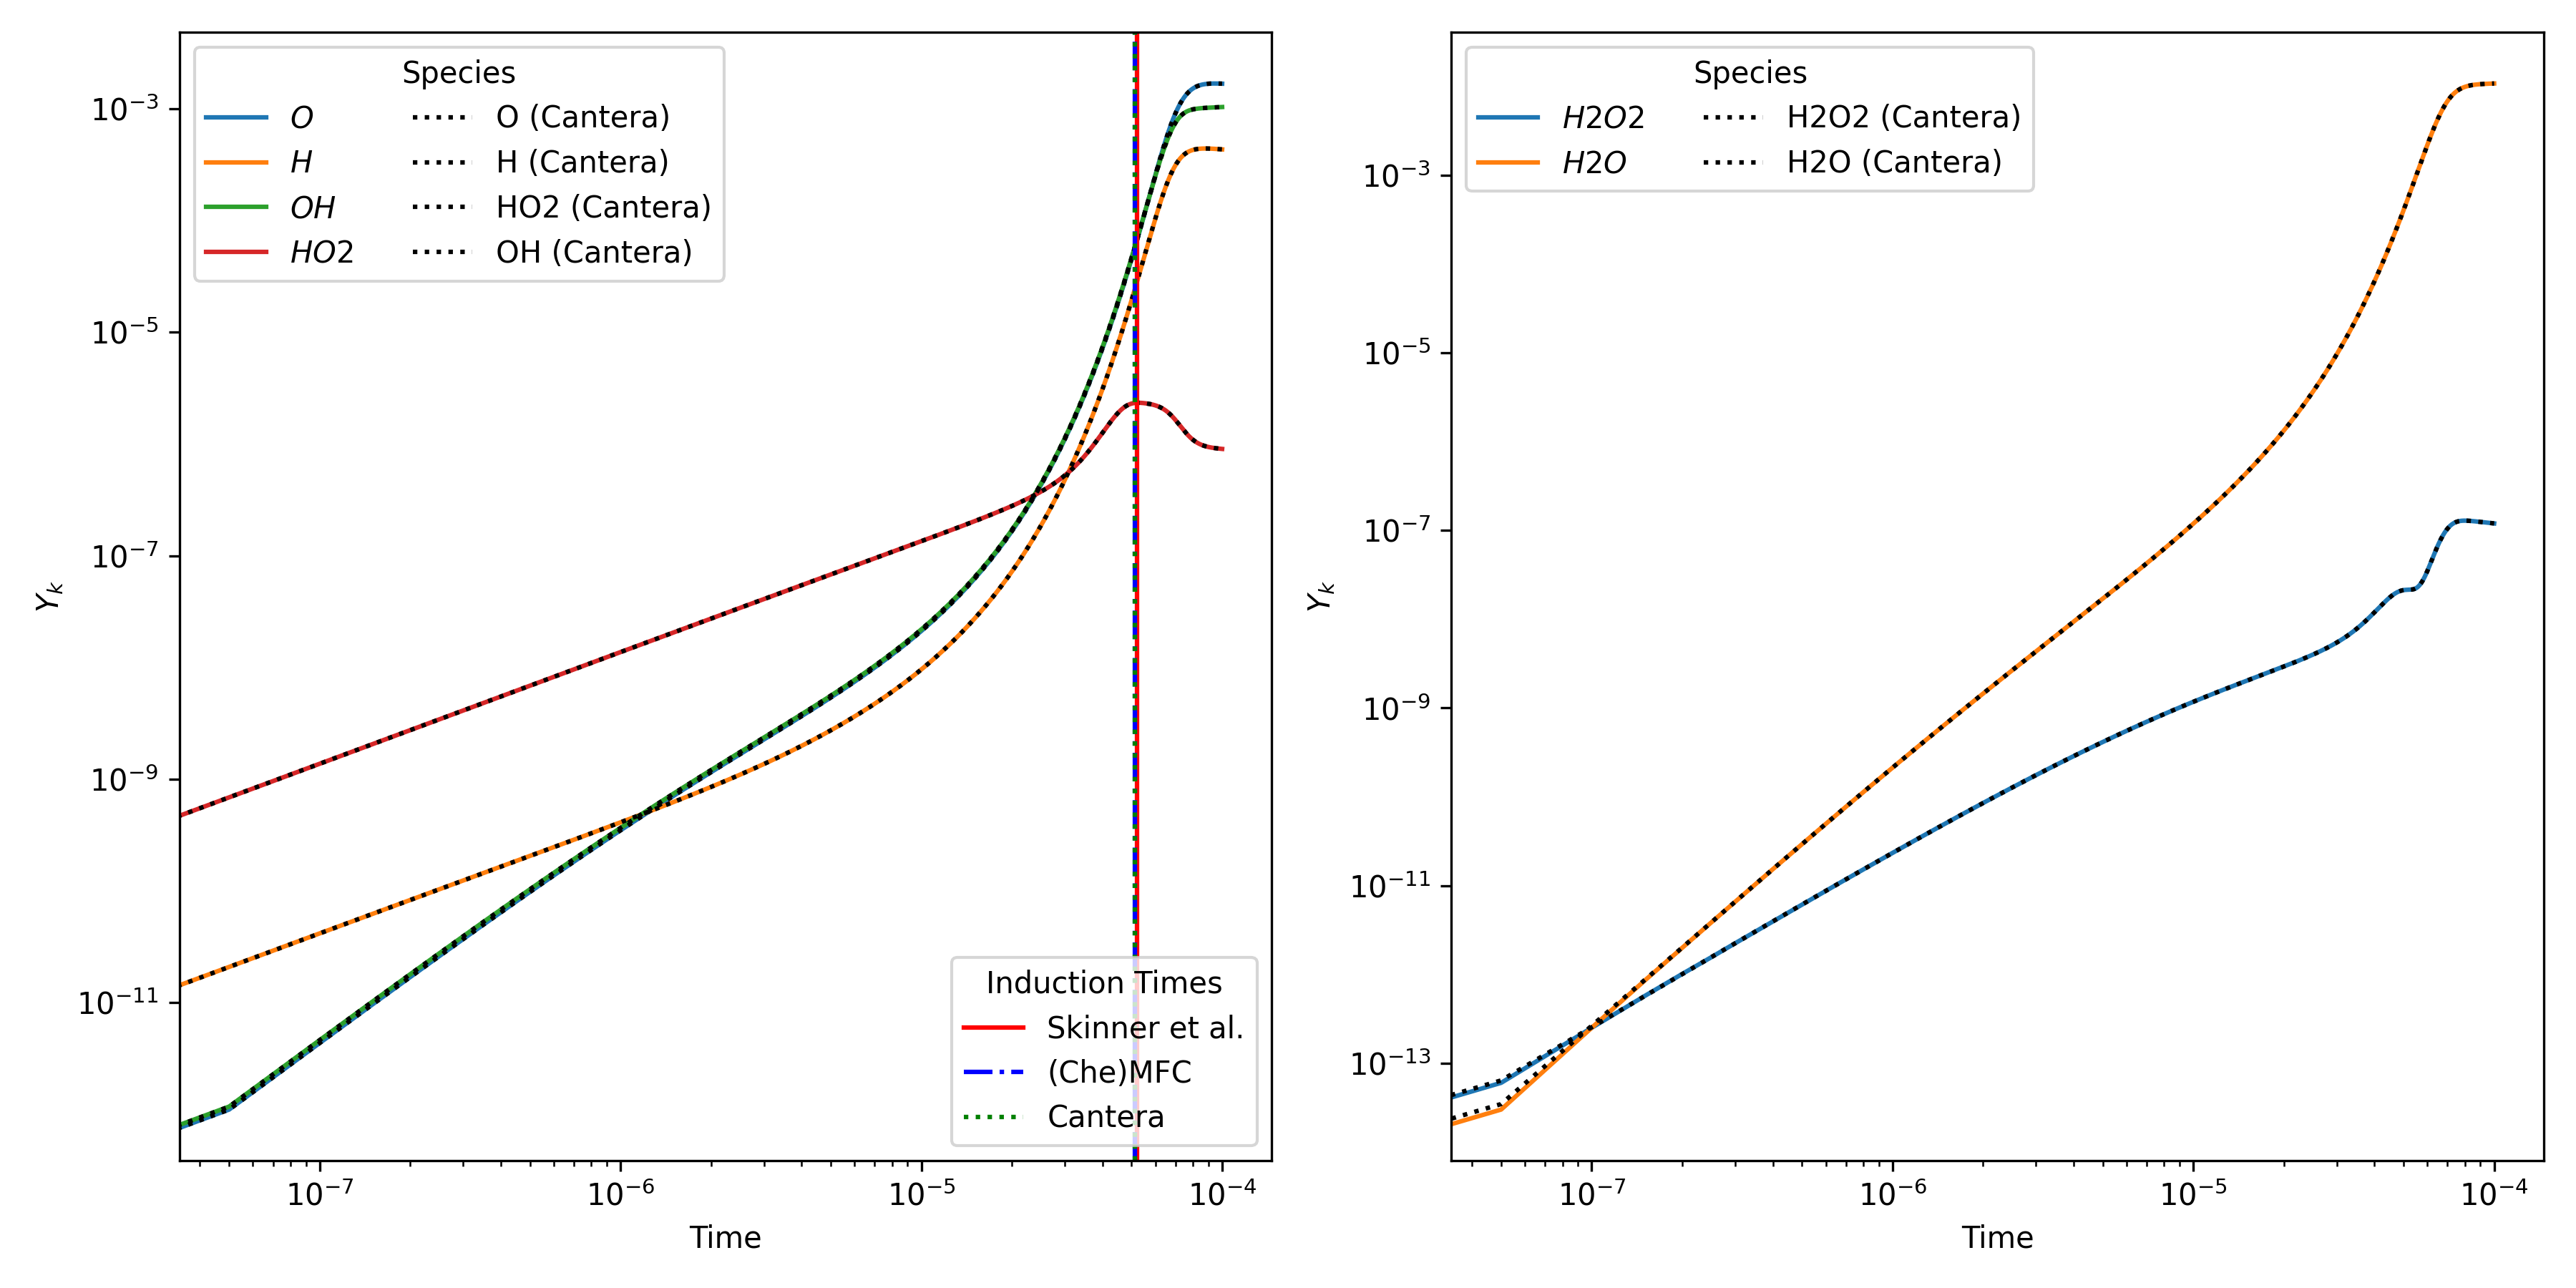 Species
O O (Cantera)
H H (Cantera)
OH HO2 (Cantera)
HO2 OH (Cantera)
10⁻³
10⁻⁵
10⁻⁷
10⁻⁹
10⁻¹¹
Yₖ
Induction Times
Skinner et al.
(Che)MFC
Cantera
10⁻⁷ 10⁻⁶ 10⁻⁵ 10⁻⁴
Time
Species
H2O2 H2O2 (Cantera)
H2O H2O (Cantera)
10⁻³
10⁻⁵
10⁻⁷
10⁻⁹
10⁻¹¹
10⁻¹³
Yₖ
10⁻⁷ 10⁻⁶ 10⁻⁵ 10⁻⁴
Time